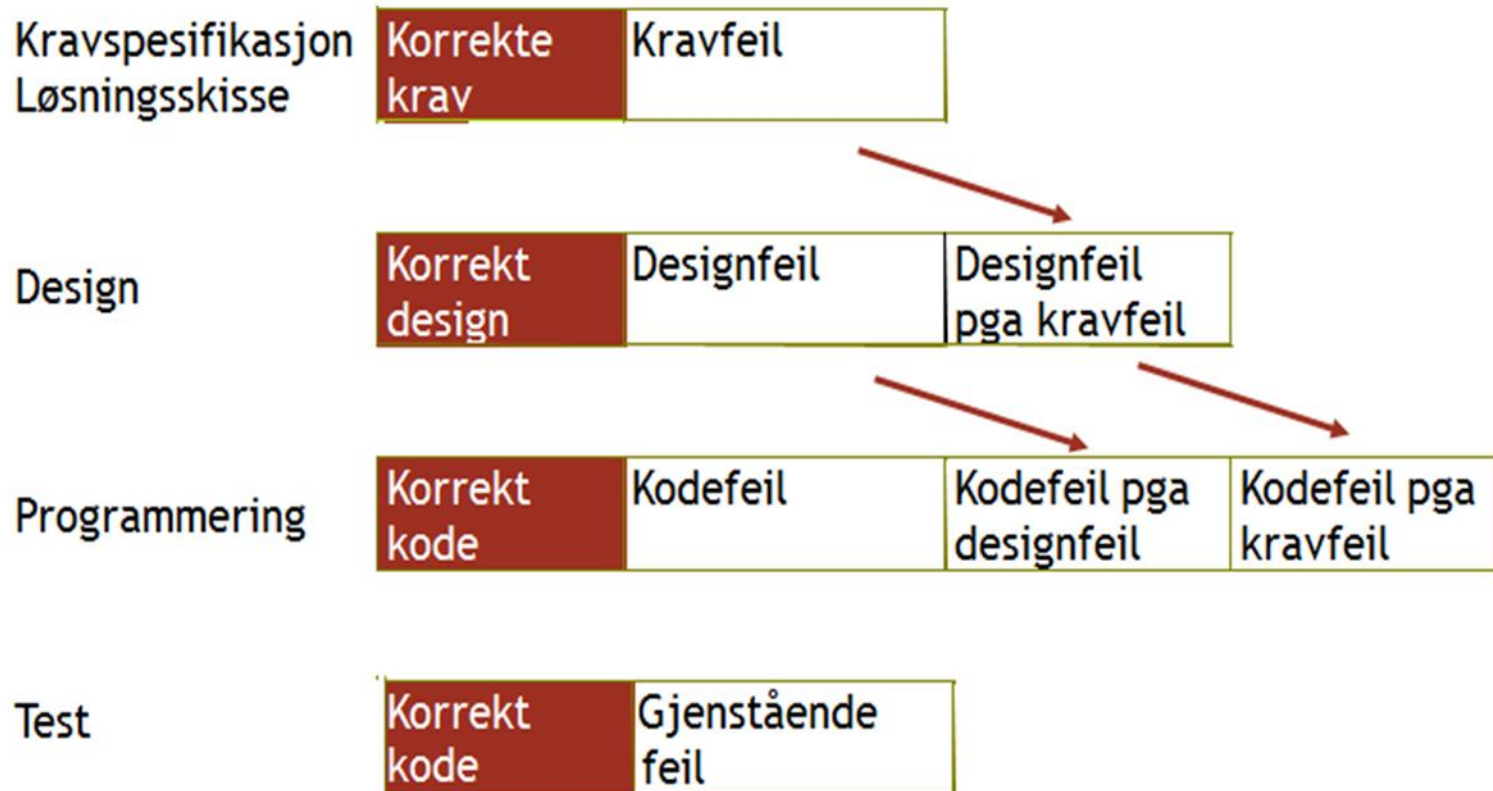 Kravspesifikasjon
Løsningsskisse
Korrekte
krav
Kravfeil
Design
Korrekt
design
Designfeil
Designfeil
pga kravfeil
Programmering
Korrekt
kode
Kodefeil
Kodefeil pga
designfeil
Kodefeil pga
kravfeil
Test
Korrekt
kode
Gjenstående
feil